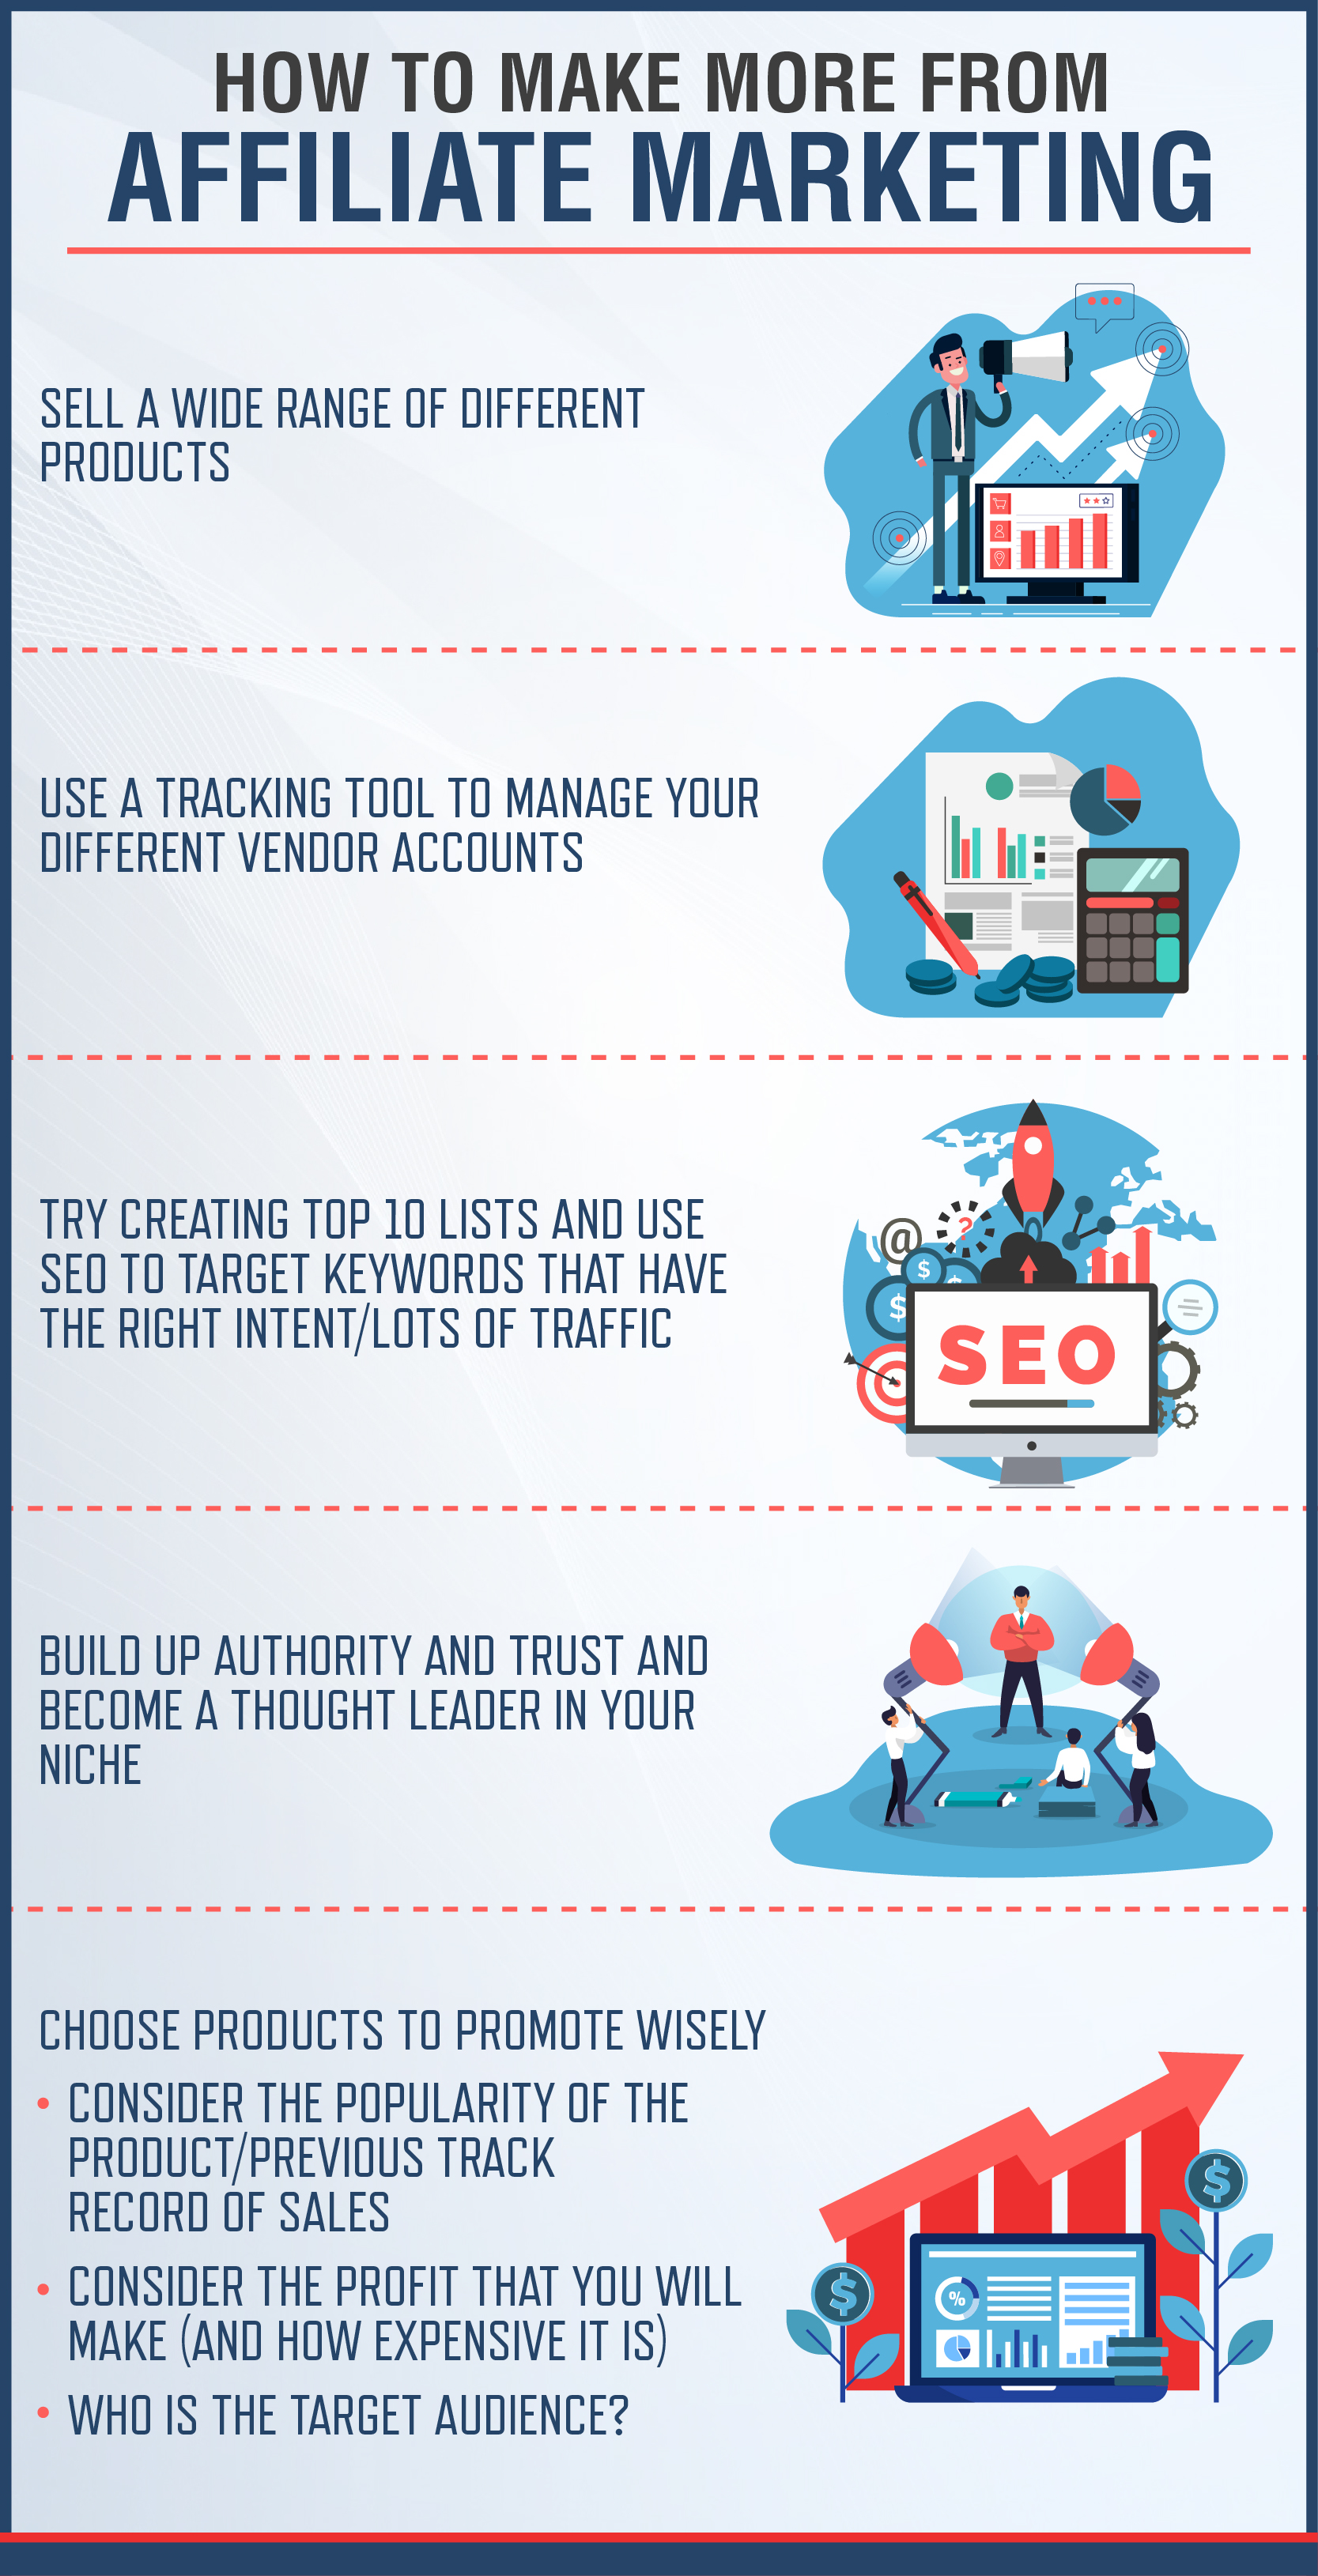 HOW TO MAKE MORE FROM
AFFILIATE MARKETING
SELL A WIDE RANGE OF DIFFERENT
PRODUCTS
USE A TRACKING TOOL TO MANAGE YOUR
DIFFERENT VENDOR ACCOUNTS
TRY CREATING TOP 10 LISTS AND USE
SEO TO TARGET KEYWORDS THAT HAVE
THE RIGHT INTENT/LOTS OF TRAFFIC
@
?
$
$
$
SEO
BUILD UP AUTHORITY AND TRUST AND
BECOME A THOUGHT LEADER IN YOUR
NICHE
CHOOSE PRODUCTS TO PROMOTE WISELY
• CONSIDER THE POPULARITY OF THE
PRODUCT/PREVIOUS TRACK
RECORD OF SALES
• CONSIDER THE PROFIT THAT YOU WILL
MAKE (AND HOW EXPENSIVE IT IS)
• WHO IS THE TARGET AUDIENCE?
$
$
%